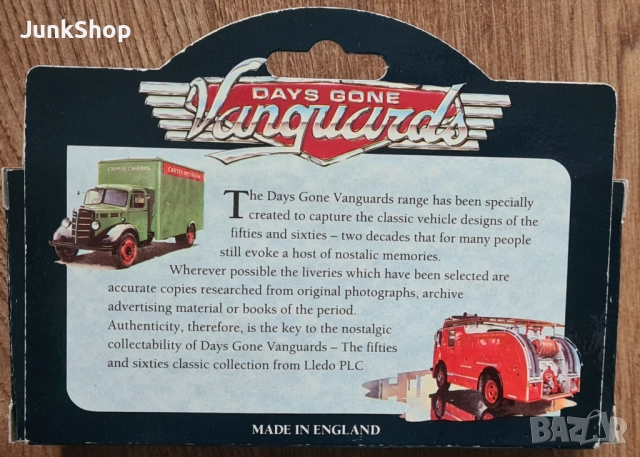 JunkShop
DAYS GONE
Vanguards
The Days Gone Vanguards range has been specially
created to capture the classic vehicle designs of the
fifties and sixties – two decades that for many people
still evoke a host of nostalic memories.
Wherever possible the liveries which have been selected are
accurate copies researched from original photographs, archive
advertising material or books of the period.
Authenticity, therefore, is the key to the nostalgic
collectability of Days Gone Vanguards – The fifties
and sixties classic collection from Lledo PLC
MADE IN ENGLAND
BAZAR